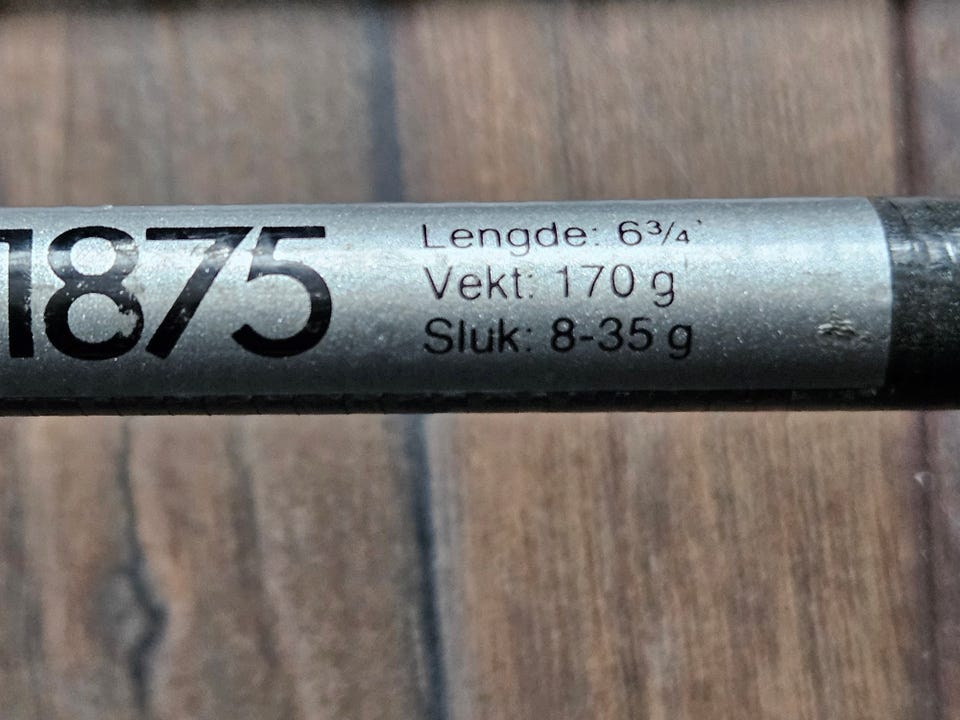 1875
Lengde: 6¾'
Vekt: 170 g
Sluk: 8-35 g